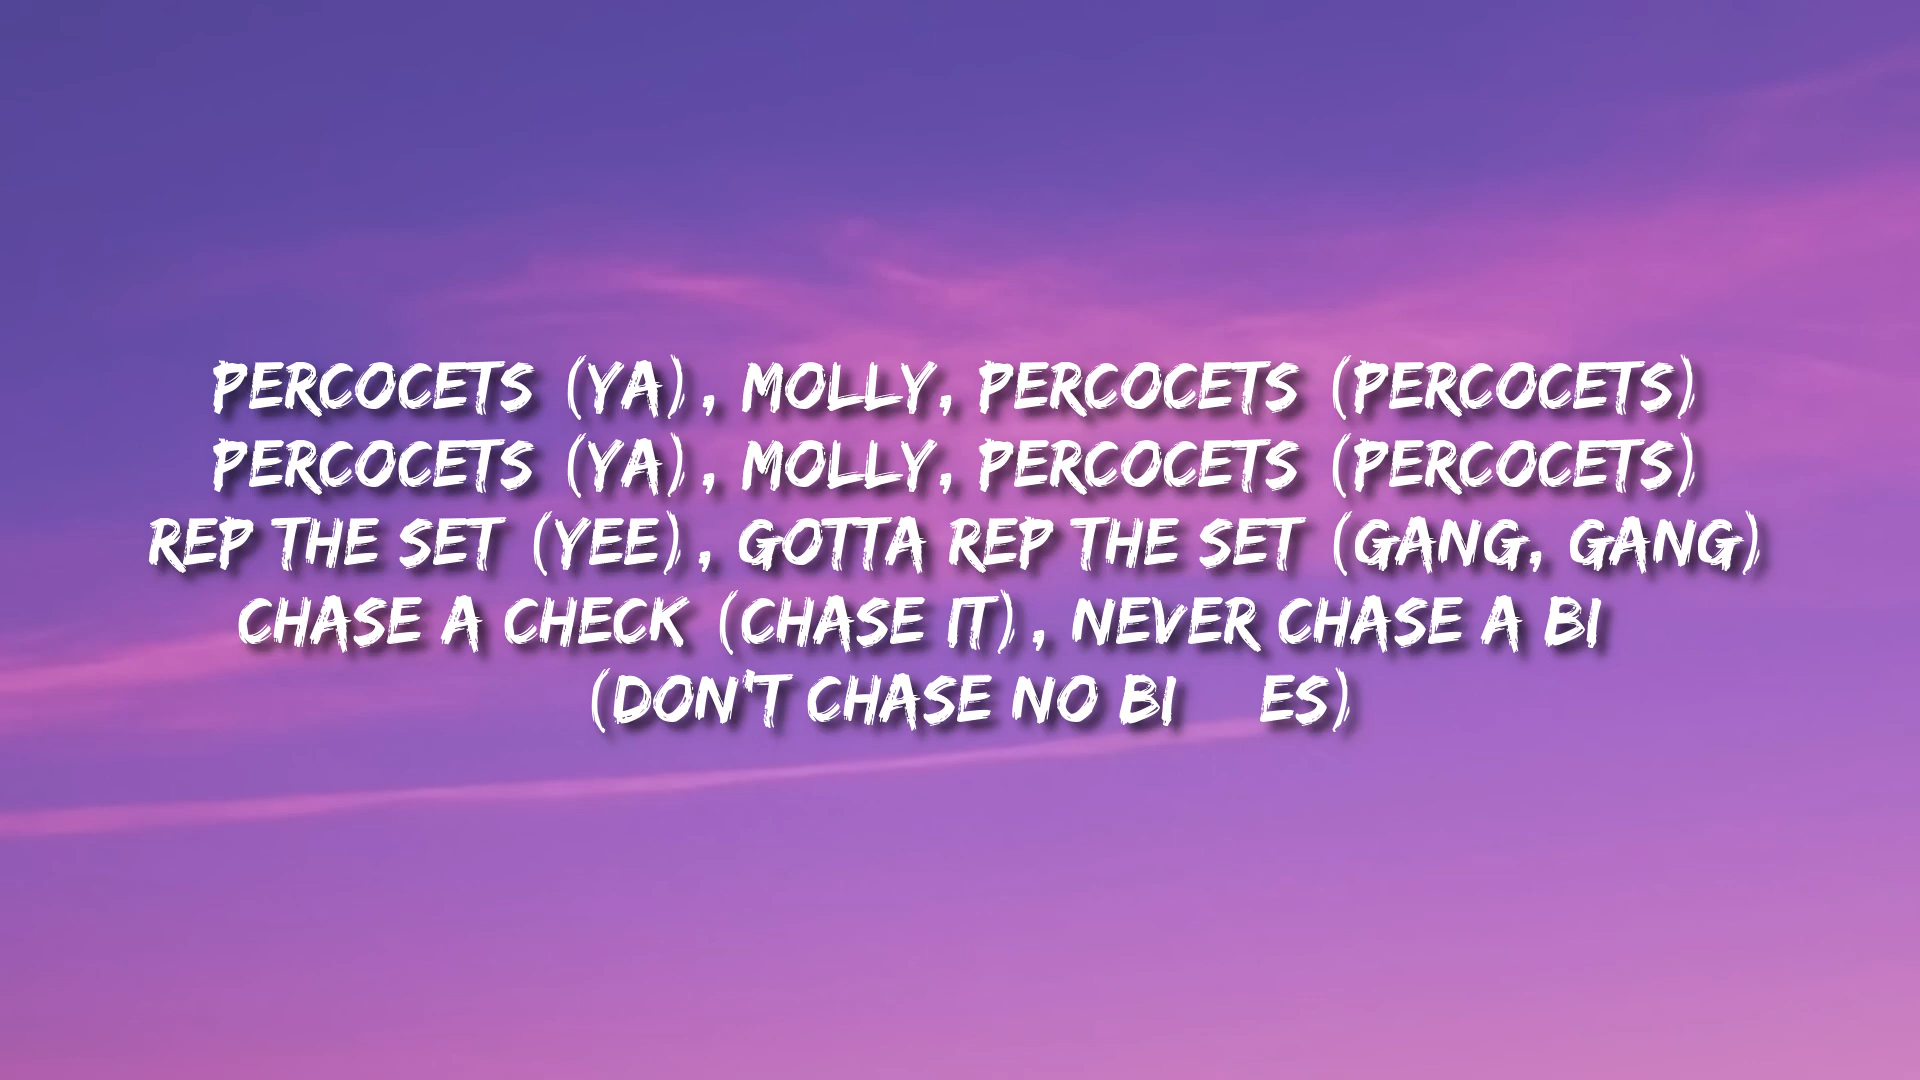 PERCOCETS (YA), MOLLY, PERCOCETS (PERCOCETS)
PERCOCETS (YA), MOLLY, PERCOCETS (PERCOCETS)
REP THE SET (YEE), GOTTA REP THE SET (GANG, GANG)
CHASE A CHECK (CHASE IT), NEVER CHASE A BI
(DON'T CHASE NO BI    ES)